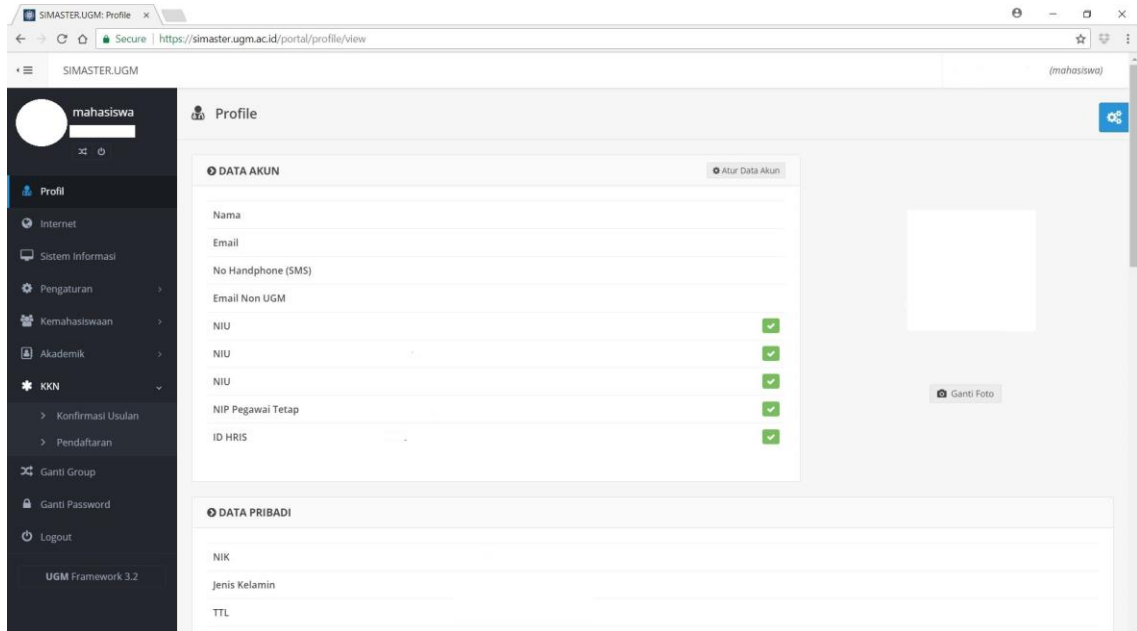 SIMASTER.UGM: Profile
Secure | https://simaster.ugm.ac.id/portal/profile/view
SIMASTER.UGM
(mahasiswa)
mahasiswa
Profil
Internet
Sistem Informasi
Pengaturan
Kemahasiswaan
Akademik
KKN
Konfirmasi Usulan
Pendaftaran
Ganti Group
Ganti Password
Logout
UGM Framework 3.2
Profile
DATA AKUN
Atur Data Akun
Nama
Email
No Handphone (SMS)
Email Non UGM
NIU
NIU
NIU
NIP Pegawai Tetap
ID HRIS
Ganti Foto
DATA PRIBADI
NIK
Jenis Kelamin
TTL